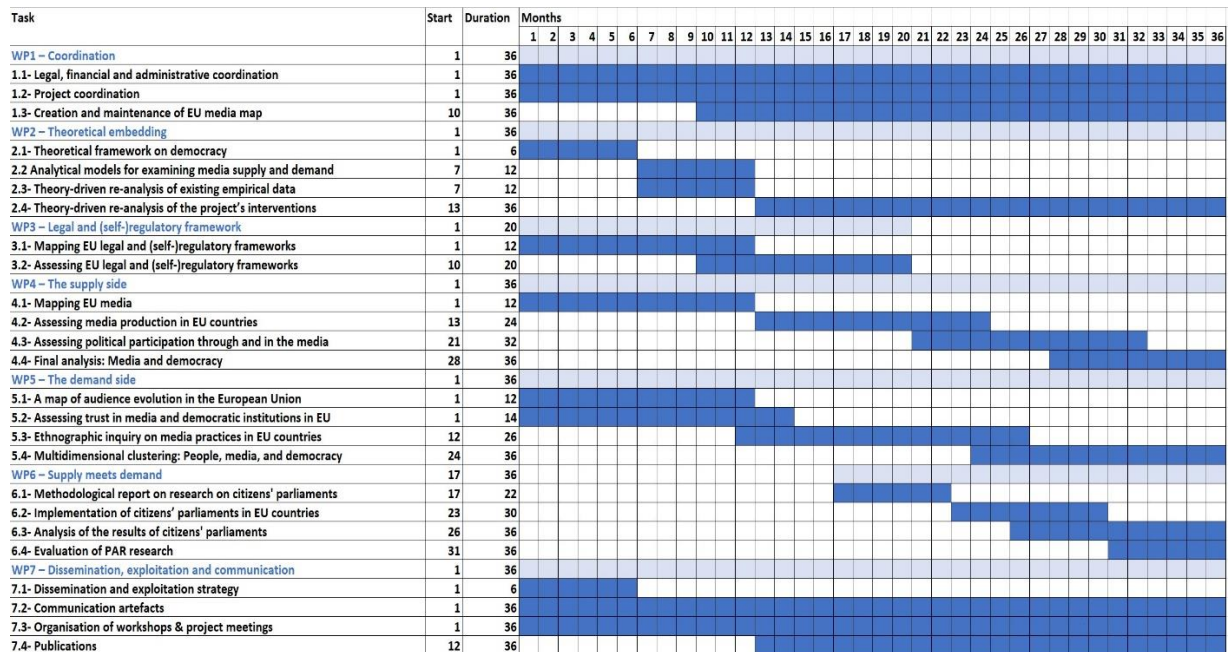 Task Start Duration Months
1 2 3 4 5 6 7 8 9 10 11 12 13 14 15 16 17 18 19 20 21 22 23 24 25 26 27 28 29 30 31 32 33 34 35 36
WP1 – Coordination 1 36
1.1- Legal, financial and administrative coordination 1 36
1.2- Project coordination 1 36
1.3- Creation and maintenance of EU media map 10 36
WP2 – Theoretical embedding 1 36
2.1- Theoretical framework on democracy 1 6
2.2 Analytical models for examining media supply and demand 7 12
2.3- Theory-driven re-analysis of existing empirical data 7 12
2.4- Theory-driven re-analysis of the project's interventions 13 36
WP3 – Legal and (self-)regulatory framework 1 20
3.1- Mapping EU legal and (self-)regulatory frameworks 1 12
3.2- Assessing EU legal and (self-)regulatory frameworks 10 20
WP4 – The supply side 1 36
4.1- Mapping EU media 1 12
4.2- Assessing media production in EU countries 13 24
4.3- Assessing political participation through and in the media 21 32
4.4- Final analysis: Media and democracy 28 36
WP5 – The demand side 1 36
5.1- A map of audience evolution in the European Union 1 12
5.2- Assessing trust in media and democratic institutions in EU 1 14
5.3- Ethnographic inquiry on media practices in EU countries 12 26
5.4- Multidimensional clustering: People, media, and democracy 24 36
WP6 – Supply meets demand 17 36
6.1- Methodological report on research on citizens' parliaments 17 22
6.2- Implementation of citizens' parliaments in EU countries 23 30
6.3- Analysis of the results of citizens' parliaments 26 36
6.4- Evaluation of PAR research 31 36
WP7 – Dissemination, exploitation and communication 1 36
7.1- Dissemination and exploitation strategy 1 6
7.2- Communication artefacts 1 36
7.3- Organisation of workshops & project meetings 1 36
7.4- Publications 12 36